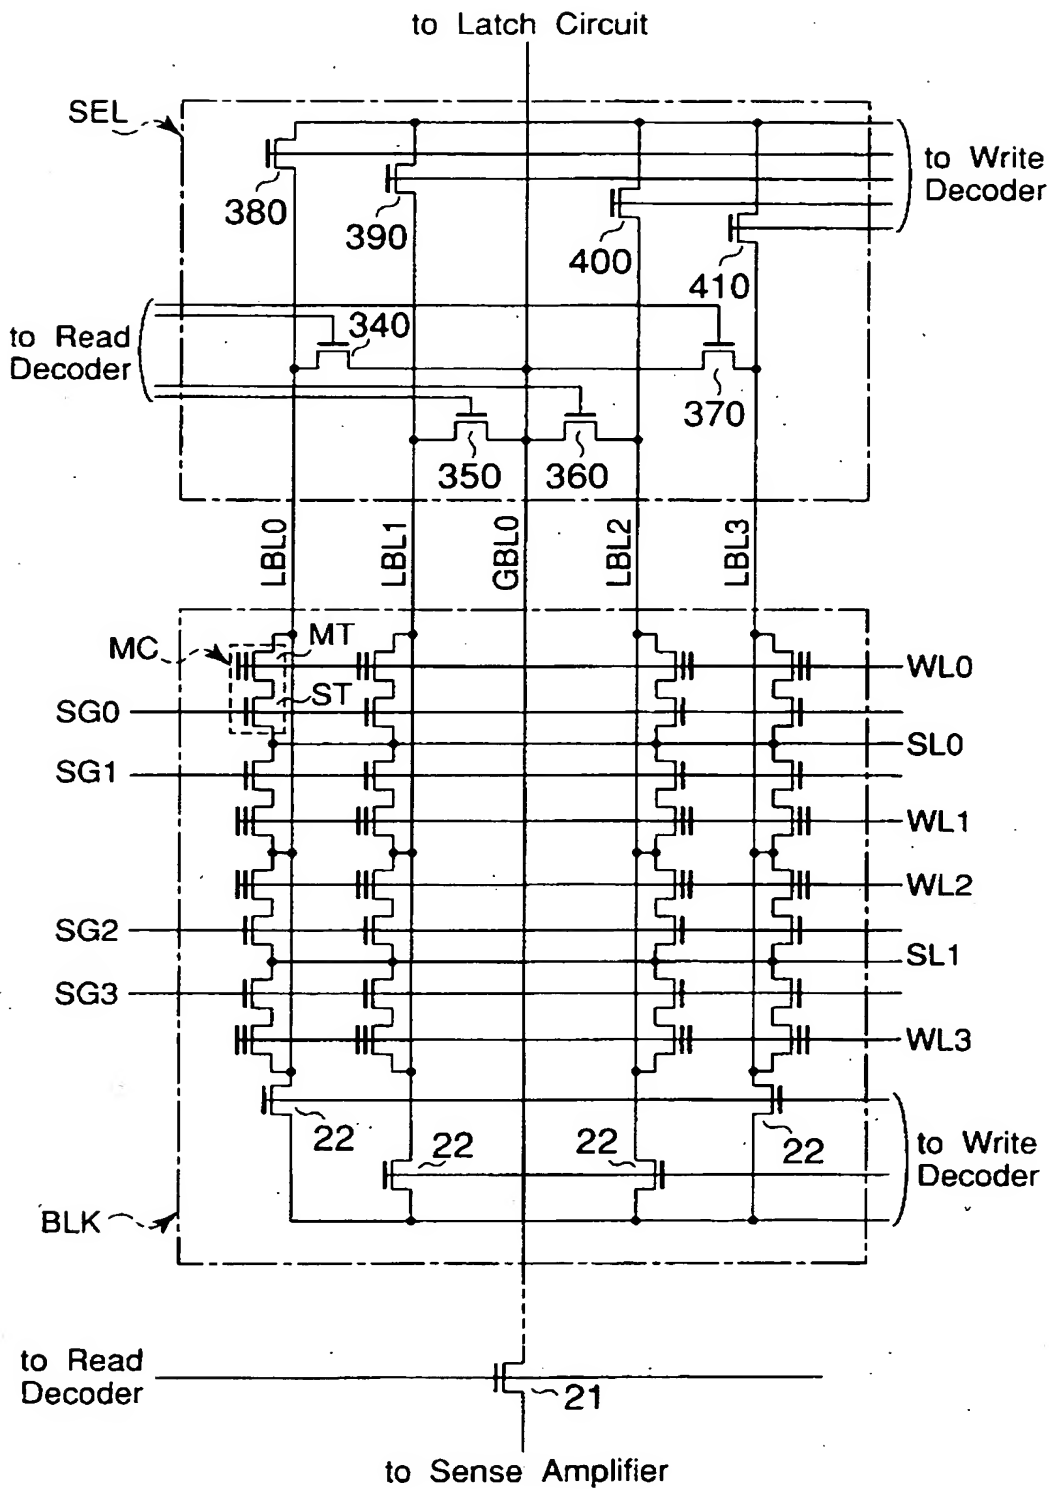 to Latch Circuit
SEL
to Write
Decoder
380
390
400
410
to Read
Decoder
340
370
350
360
LBL0
LBL1
GBL0
LBL2
LBL3
MC
MT
WL0
ST
SG0
SL0
SG1
WL1
WL2
SG2
SL1
SG3
WL3
22
22
22
22
to Write
Decoder
BLK
to Read
Decoder
21
to Sense Amplifier